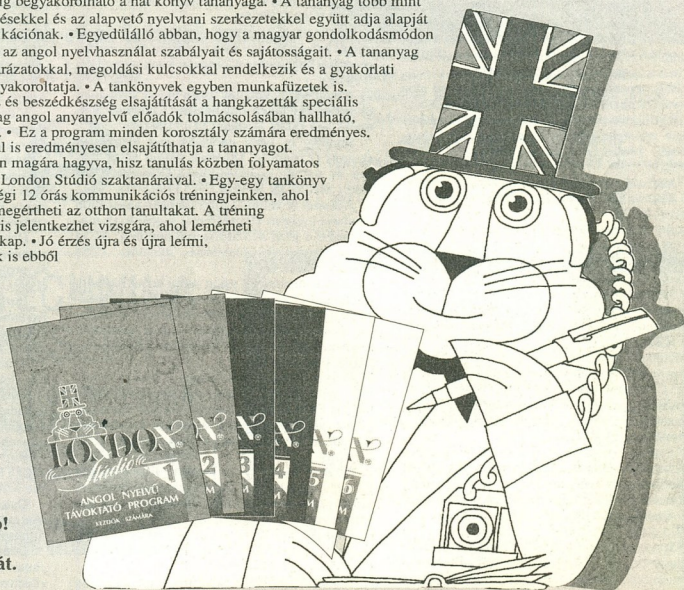 begyakorolható a hat könyv tananyaga. • A tananyag több mint
ésekkel és az alapvető nyelvtani szerkezetekkel együtt adja alapját
ikációnak. • Egyedülálló abban, hogy a magyar gondolkodásmódon
az angol nyelvhasználat szabályait és sajátosságait. • A tananyag
arázatokkal, megoldási kulcsokkal rendelkezik és a gyakorlati
yakoroltatja. • A tankönyvek egyben munkafüzetek is.
és beszédkészség elsajátítását a hangkazetták speciális
ag angol anyanyelvű előadók tolmácsolásában hallható,
• Ez a program minden korosztály számára eredményes.
l is eredményesen elsajátíthatja a tananyagot.
n magára hagyva, hisz tanulás közben folyamatos
London Stúdió szaktanáraival. • Egy-egy tankönyv
égi 12 órás kommunikációs tréningjeinken, ahol
negértheti az otthon tanultakat. A tréning
is jelentkezhet vizsgára, ahol lemérheti
kap. • Jó érzés újra és újra leírni,
k is ebből
LONDON
Stúdió
1
ANGOL NYELVŰ
TÁVOKTATÓ PROGRAM
KEZDŐK SZÁMÁRA
2
3
4
5
6
!
át.